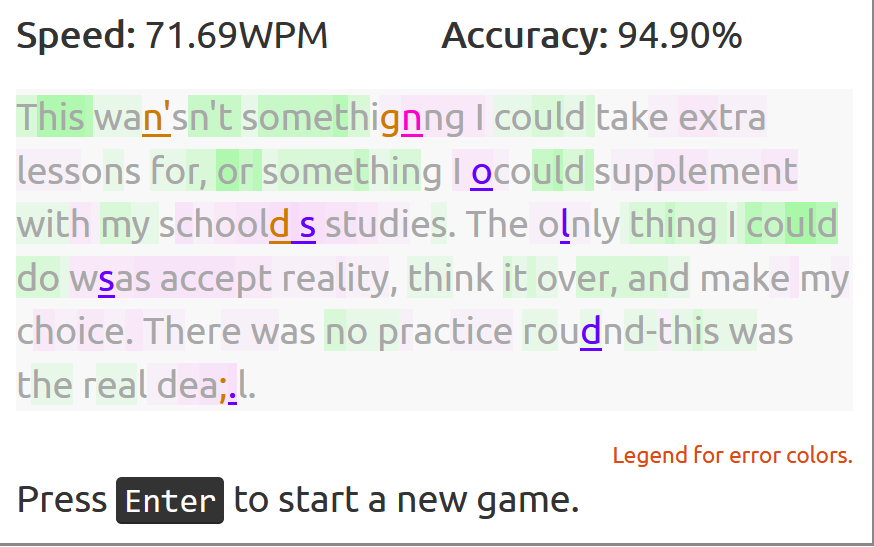 Speed: 71.69WPM Accuracy: 94.90%
This wan'sn't somethignng I could take extra
lessons for, or something I ocould supplement
with my schoold s studies. The olnly thing I could
do wsas accept reality, think it over, and make my
choice. There was no practice roudnd-this was
the real dea;.l.
Legend for error colors.
Press Enter to start a new game.